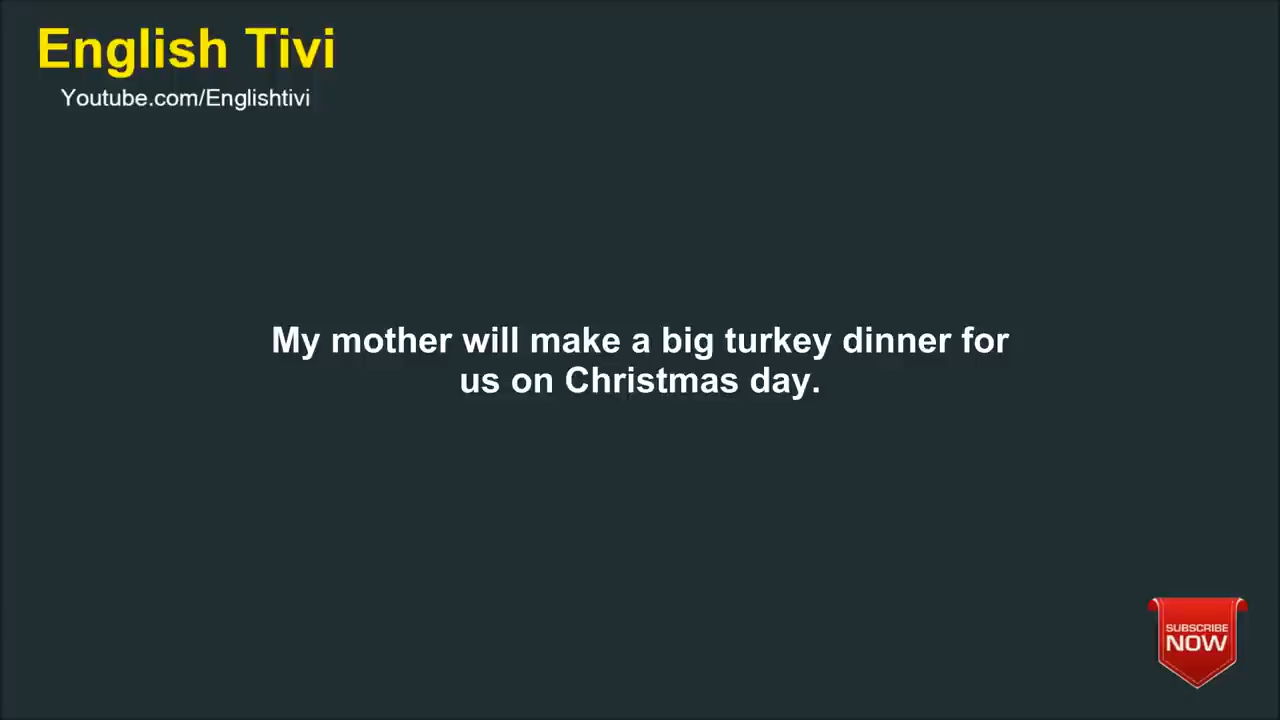 English Tivi
Youtube.com/Englishtivi
My mother will make a big turkey dinner for
us on Christmas day.
SUBSCRIBE
NOW